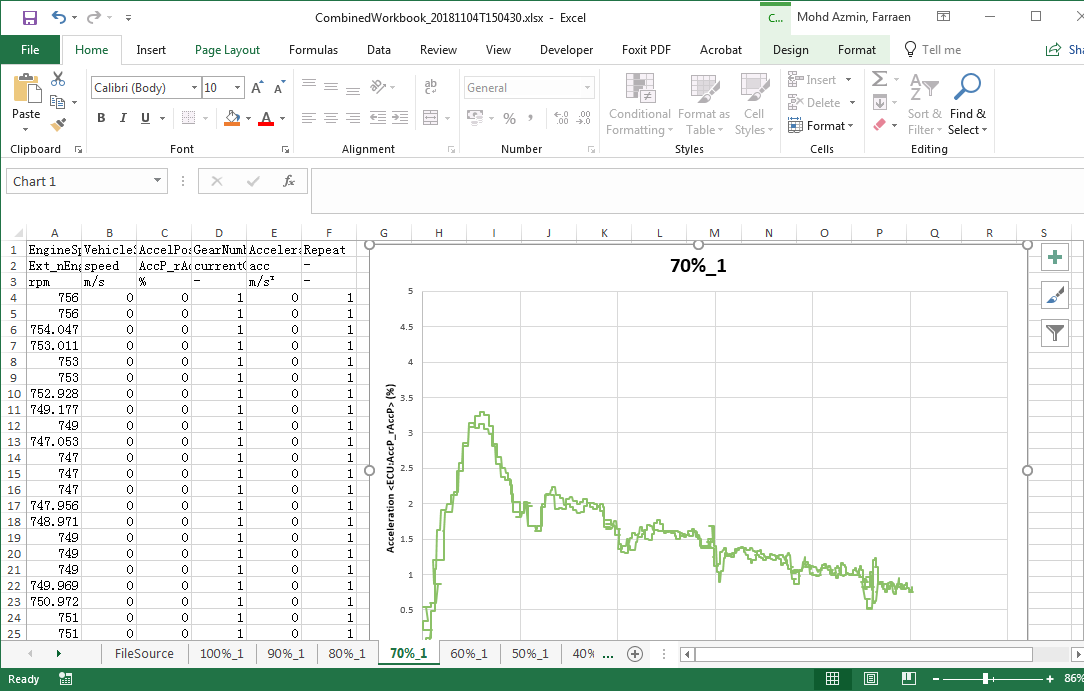 CombinedWorkbook_20181104T150430.xlsx - Excel
C...
Mohd Azmin, Farraen
File Home Insert Page Layout Formulas Data Review View Developer Foxit PDF Acrobat Design Format Tell me Sha
Calibri (Body) 10
General
Paste
B I U
A
ab
Conditional Formatting
Format as Table
Cell Styles
Insert
Delete
Format
Sort & Filter
Find & Select
Clipboard Font Alignment Number Styles Cells Editing
Chart 1 fx
A B C D E F G H I J K L M N O P Q R S
1 EngineSp VehicleS AccelPos GearNumb Accelera Repeat
2 Ext_nEng speed AccP_rAc currentG acc -
3 rpm m/s % - m/s² -
4 756 0 0 1 0 1
5 756 0 0 1 0 1
6 754.047 0 0 1 0 1
7 753.011 0 0 1 0 1
8 753 0 0 1 0 1
9 753 0 0 1 0 1
10 752.928 0 0 1 0 1
11 749.177 0 0 1 0 1
12 749 0 0 1 0 1
13 747.053 0 0 1 0 1
14 747 0 0 1 0 1
15 747 0 0 1 0 1
16 747 0 0 1 0 1
17 747.956 0 0 1 0 1
18 748.971 0 0 1 0 1
19 749 0 0 1 0 1
20 749 0 0 1 0 1
21 749 0 0 1 0 1
22 749.969 0 0 1 0 1
23 750.972 0 0 1 0 1
24 751 0 0 1 0 1
25 751 0 0 1 0 1
70%_1
Acceleration <ECU:AccP_rAccP> (%)
5
4.5
4
3.5
3
2.5
2
1.5
1
0.5
FileSource 100%_1 90%_1 80%_1 70%_1 60%_1 50%_1 40% ...
Ready
86%